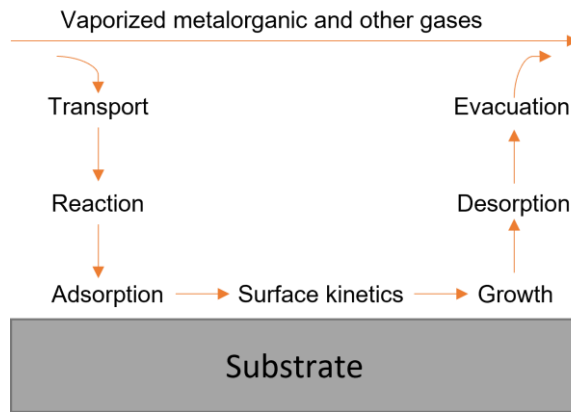 Vaporized metalorganic and other gases
Transport
Evacuation
Reaction
Desorption
Adsorption
Surface kinetics
Growth
Substrate